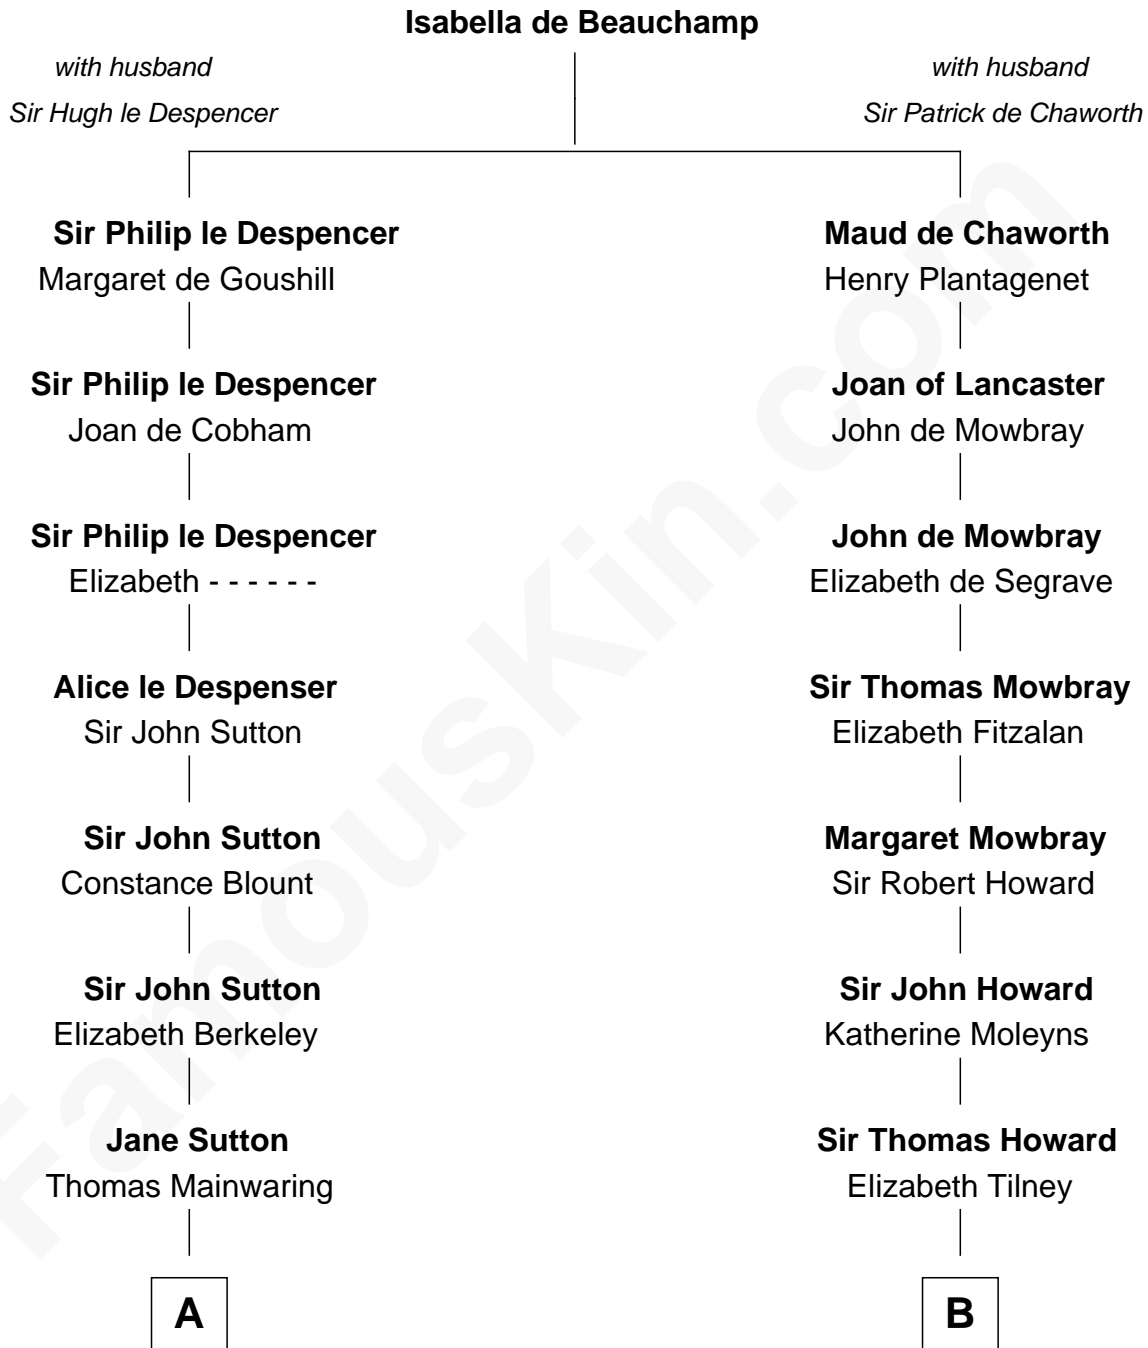 Isabella de Beauchamp
with husband
Sir Hugh le Despencer
with husband
Sir Patrick de Chaworth
Sir Philip le Despencer
Margaret de Goushill
Maud de Chaworth
Henry Plantagenet
Sir Philip le Despencer
Joan de Cobham
Joan of Lancaster
John de Mowbray
Sir Philip le Despencer
Elizabeth - - - - - -
John de Mowbray
Elizabeth de Segrave
Alice le Despenser
Sir John Sutton
Sir Thomas Mowbray
Elizabeth Fitzalan
Sir John Sutton
Constance Blount
Margaret Mowbray
Sir Robert Howard
Sir John Sutton
Elizabeth Berkeley
Sir John Howard
Katherine Moleyns
Jane Sutton
Thomas Mainwaring
Sir Thomas Howard
Elizabeth Tilney
A
B
FamousKin.com